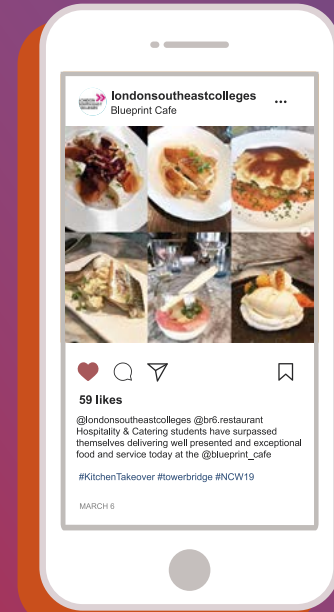 londonsoutheastcolleges
Blueprint Cafe
59 likes
@londonsoutheastcolleges @br6.restaurant
Hospitality & Catering students have surpassed
themselves delivering well presented and exceptional
food and service today at the @blueprint_cafe
#KitchenTakeover #towerbridge #NCW19
MARCH 6